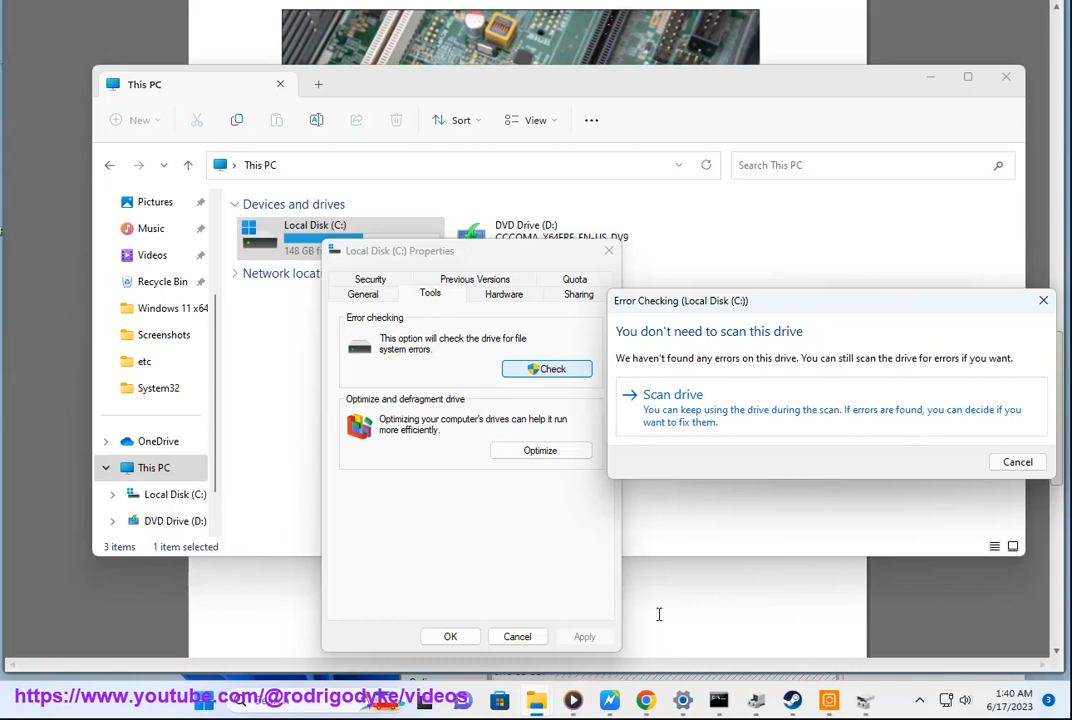 This PC
New
Sort
View
This PC
Search This PC
Pictures
Music
Videos
Recycle Bin
Windows 11 x64
Screenshots
etc
System32
OneDrive
This PC
Local Disk (C:)
DVD Drive (D:)
3 items 1 item selected
Devices and drives
Local Disk (C:)
148 GB f
DVD Drive (D:)
CCCOMA_X64FRE_EN-US_DV9
Network locat
Local Disk (C:) Properties
Security Previous Versions Quota
General Tools Hardware Sharing
Error checking
This option will check the drive for file
system errors.
Check
Optimize and defragment drive
Optimizing your computer's drives can help it run
more efficiently.
Optimize
OK Cancel Apply
Error Checking (Local Disk (C:))
You don't need to scan this drive
We haven't found any errors on this drive. You can still scan the drive for errors if you want.
Scan drive
You can keep using the drive during the scan. If errors are found, you can decide if you
want to fix them.
Cancel
https://www.youtube.com/@rodrigodyke/videos
1:40 AM
6/17/2023
3